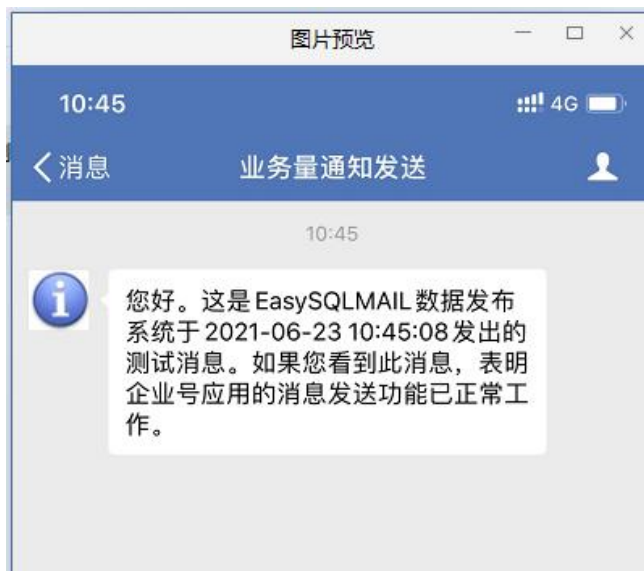 图片预览
10:45
4G
消息
业务量通知发送
10:45
您好。这是EasySQLMAIL数据发布
系统于2021-06-23 10:45:08发出的
测试消息。如果您看到此消息，表明
企业号应用的消息发送功能已正常工
作。